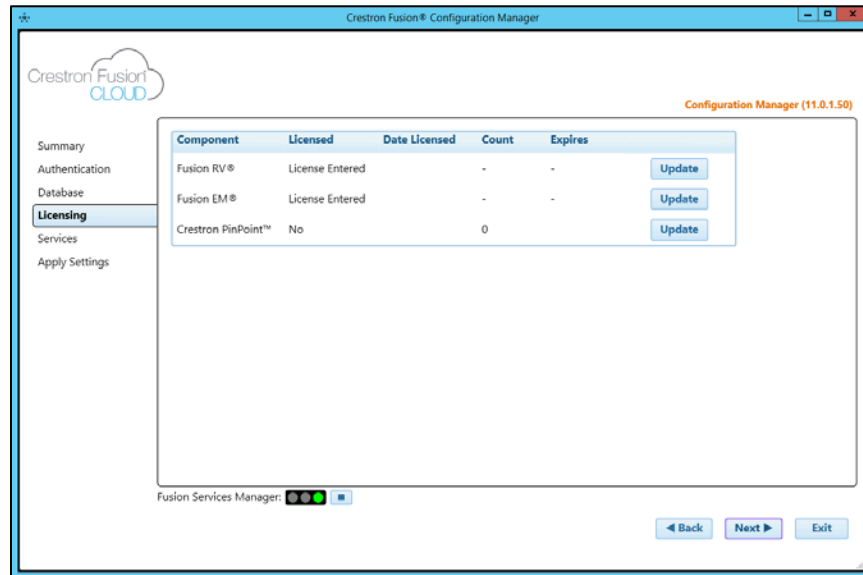 Crestron Fusion® Configuration Manager
Crestron Fusion®
CLOUD
Configuration Manager (11.0.1.50)
Summary
Authentication
Database
Licensing
Services
Apply Settings
Component Licensed Date Licensed Count Expires
Fusion RV® License Entered - - Update
Fusion EM® License Entered - - Update
Crestron PinPoint™ No 0 Update
Fusion Services Manager:
Back Next Exit